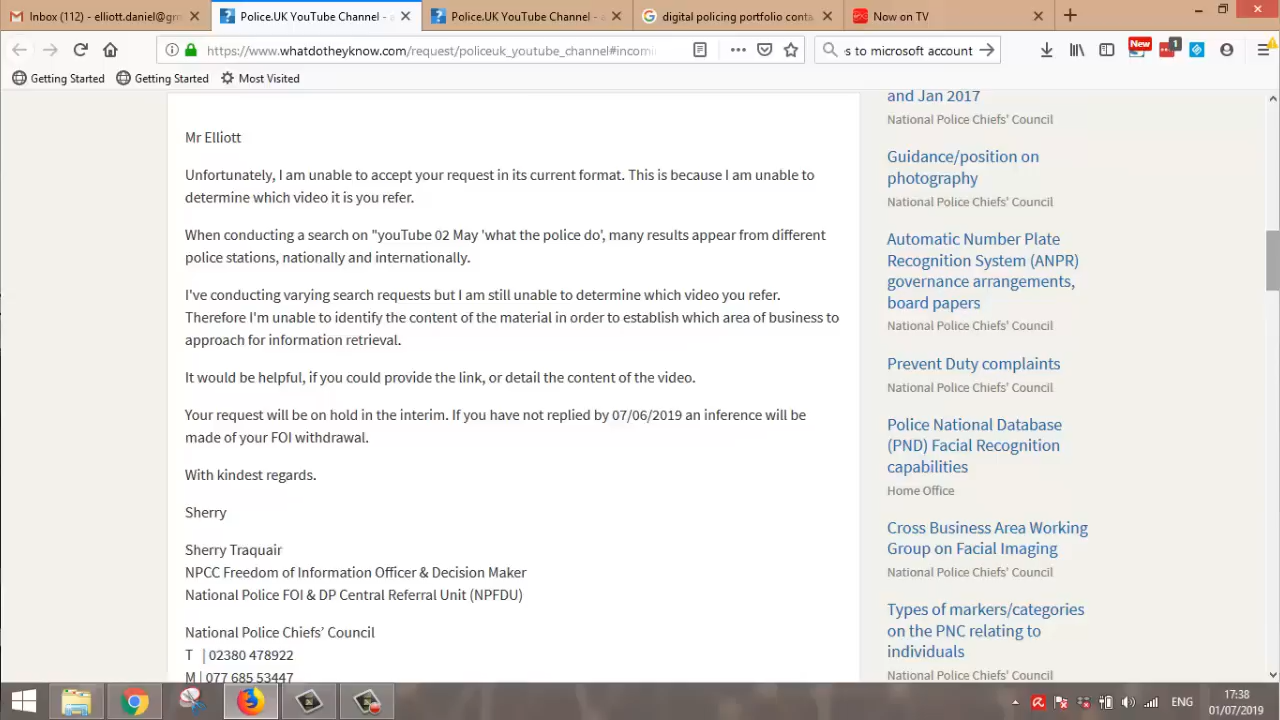 Inbox (112) - elliott.daniel@gm
Police.UK YouTube Channel - a
Police.UK YouTube Channel - a
digital policing portfolio conta
Now on TV
https://www.whatdotheyknow.com/request/policeuk_youtube_channel#incomi
s to microsoft account
New
1
Getting Started
Getting Started
Most Visited
Mr Elliott
Unfortunately, I am unable to accept your request in its current format. This is because I am unable to
determine which video it is you refer.
When conducting a search on "youTube 02 May 'what the police do', many results appear from different
police stations, nationally and internationally.
I've conducting varying search requests but I am still unable to determine which video you refer.
Therefore I'm unable to identify the content of the material in order to establish which area of business to
approach for information retrieval.
It would be helpful, if you could provide the link, or detail the content of the video.
Your request will be on hold in the interim. If you have not replied by 07/06/2019 an inference will be
made of your FOI withdrawal.
With kindest regards.
Sherry
Sherry Traquair
NPCC Freedom of Information Officer & Decision Maker
National Police FOI & DP Central Referral Unit (NPFDU)
National Police Chiefs' Council
T | 02380 478922
M | 077 685 53447
and Jan 2017
National Police Chiefs' Council
Guidance/position on
photography
National Police Chiefs' Council
Automatic Number Plate
Recognition System (ANPR)
governance arrangements,
board papers
National Police Chiefs' Council
Prevent Duty complaints
National Police Chiefs' Council
Police National Database
(PND) Facial Recognition
capabilities
Home Office
Cross Business Area Working
Group on Facial Imaging
National Police Chiefs' Council
Types of markers/categories
on the PNC relating to
individuals
National Police Chiefs' Council
ENG
17:38
01/07/2019